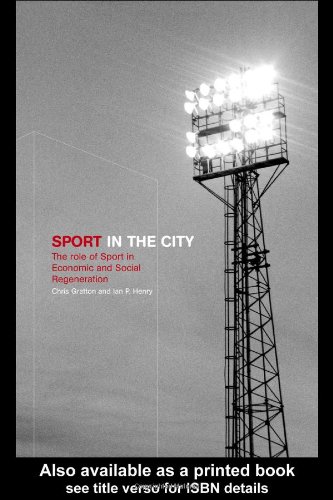 SPORT IN THE CITY
The role of Sport in
Economic and Social
Regeneration
Chris Gratton and Ian P. Henry
Also available as a printed book
see title verso for ISBN details